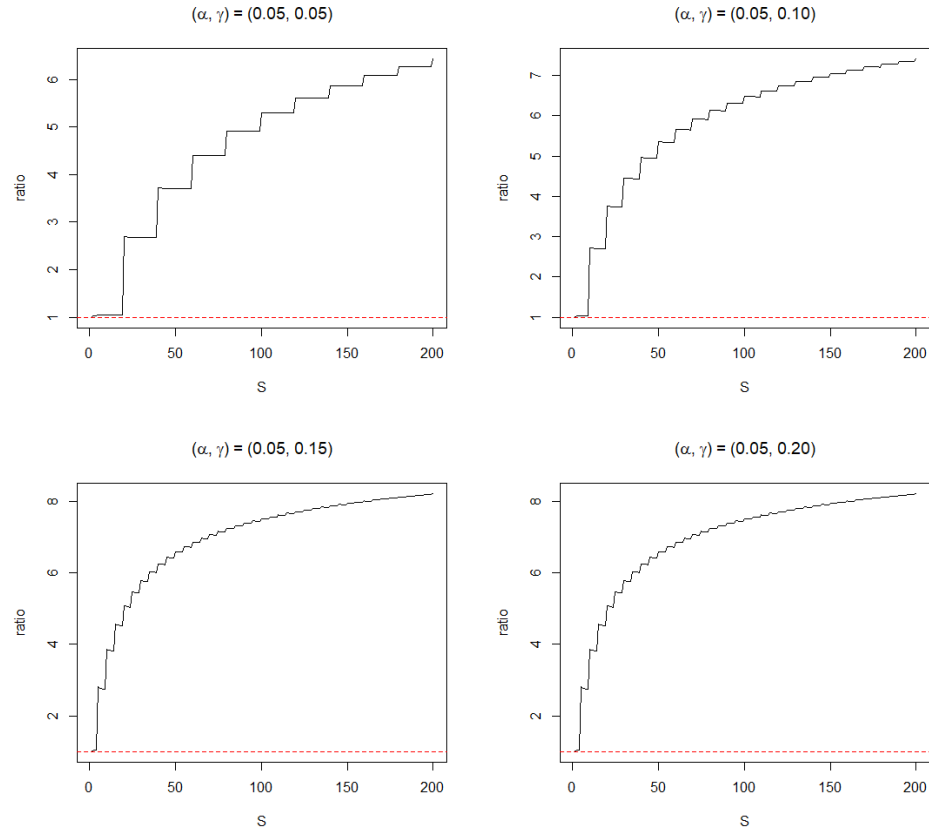 (α, γ) = (0.05, 0.05)
ratio
1 2 3 4 5 6
0 50 100 150 200
S
(α, γ) = (0.05, 0.10)
ratio
1 2 3 4 5 6 7
0 50 100 150 200
S
(α, γ) = (0.05, 0.15)
ratio
2 4 6 8
0 50 100 150 200
S
(α, γ) = (0.05, 0.20)
ratio
2 4 6 8
0 50 100 150 200
S